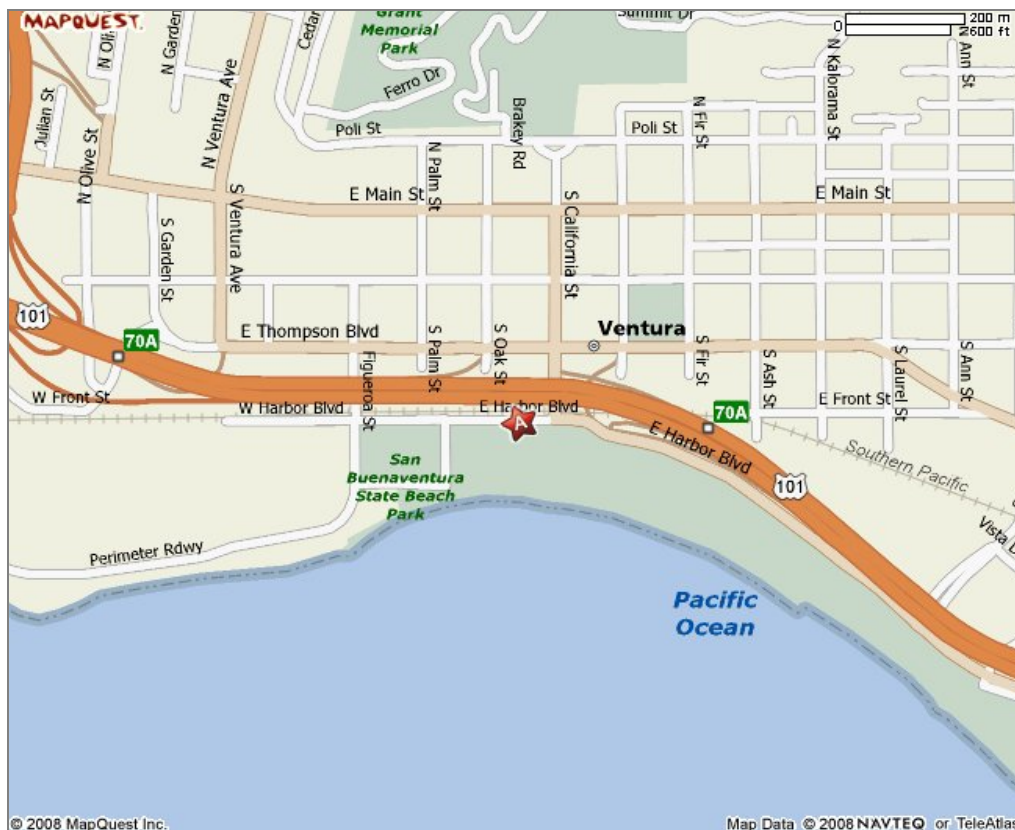 MAPQUEST.
Grant
Memorial
Park
Summit Dr
0
200 m
600 ft
Cedar
N Oliv
N Garden
N Ventura Ave
Ferro Dr
N Kalorama St
N Ann St
Julian St
Brakey Rd
N Fir St
Poli St
Poli St
N Olive St
N Palm St
E Main St
E Main St
S Ventura Ave
S Garden St
S California St
101
70A
E Thompson Blvd
Ventura
S Palm St
S Oak St
S Fir St
S Ash St
S Laurel St
S Ann St
Figueroa St
W Front St
W Harbor Blvd
E Harbor Blvd
E Front St
A
70A
E Harbor Blvd
Southern Pacific
San
Buenaventura
State Beach
Park
101
Vista D
Perimeter Rdwy
Pacific
Ocean
© 2008 MapQuest Inc.
Map Data © 2008 NAVTEQ or TeleAtlas